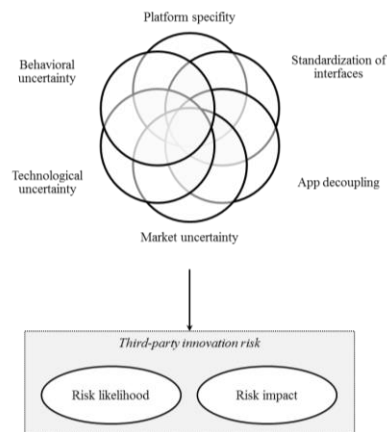 Platform specifity
Behavioral
uncertainty
Standardization of
interfaces
Technological
uncertainty
App decoupling
Market uncertainty
Third-party innovation risk
Risk likelihood
Risk impact